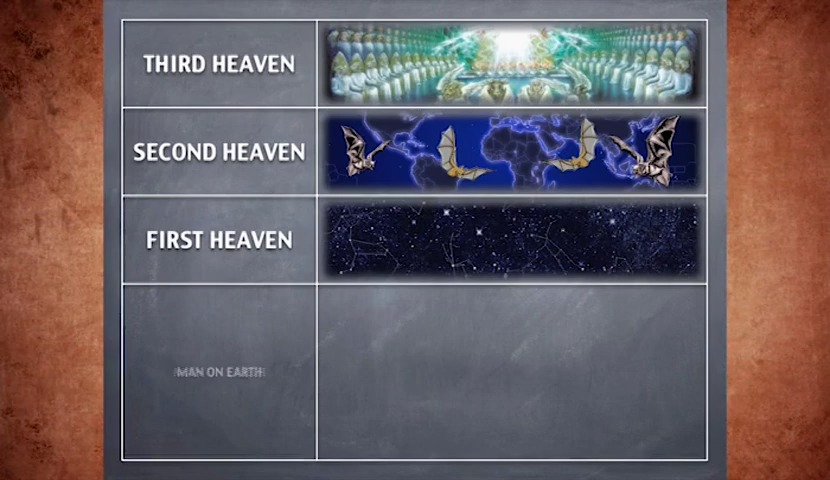 THIRD HEAVEN
SECOND HEAVEN
FIRST HEAVEN
MAN ON EARTH